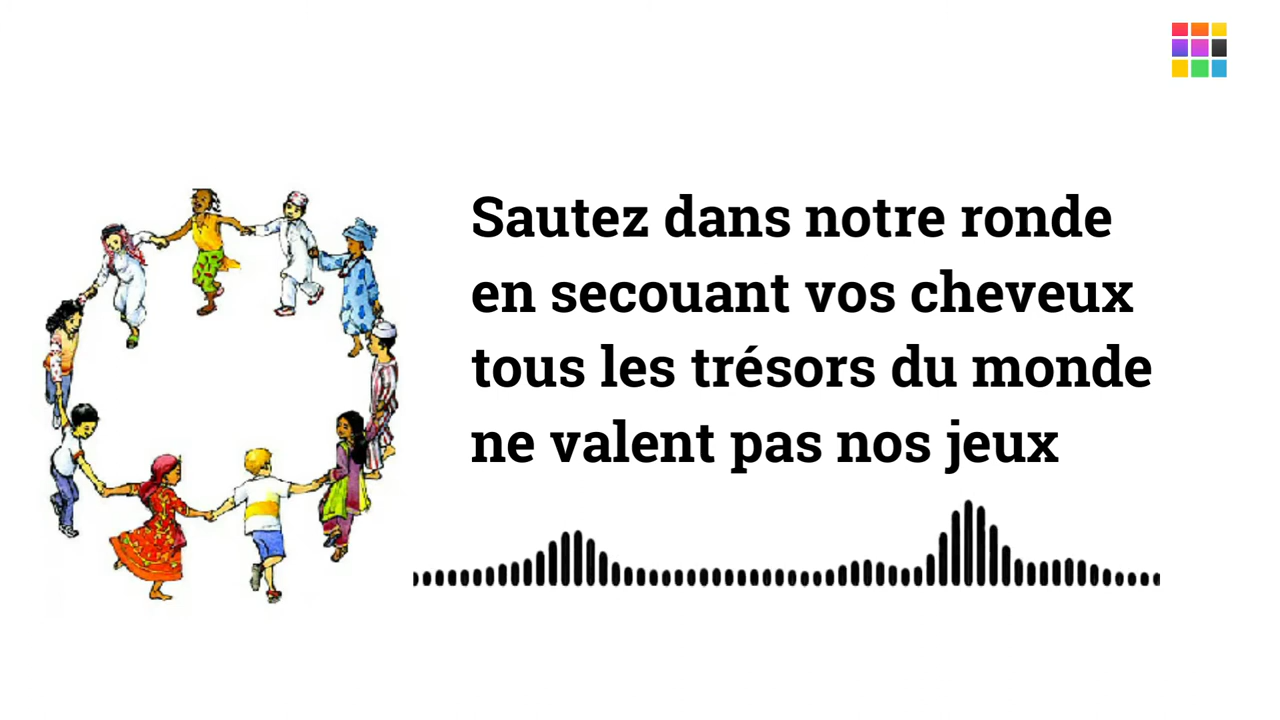 Sautez dans notre ronde
en secouant vos cheveux
tous les trésors du monde
ne valent pas nos jeux